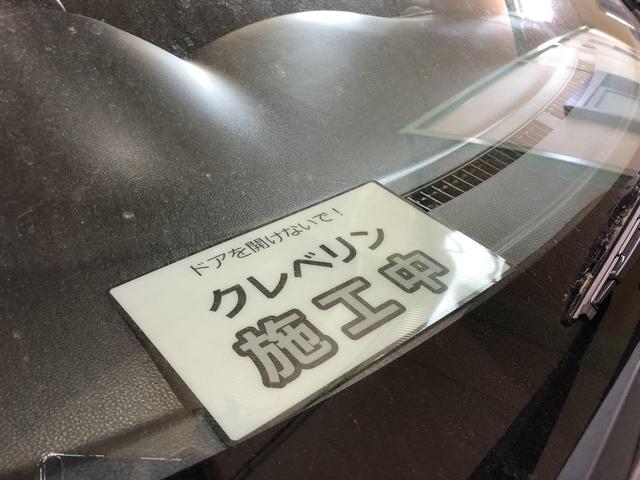 ドアを開けないで!
クレベリン
施工中